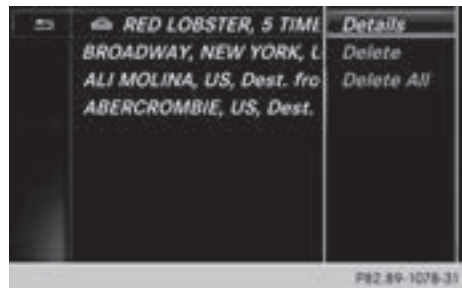 RED LOBSTER, 5 TIME
BROADWAY, NEW YORK, U
ALI MOLINA, US, Dest. fro
ABERCROMBIE, US, Dest.
Details
Delete
Delete All
P82.89-1078-31